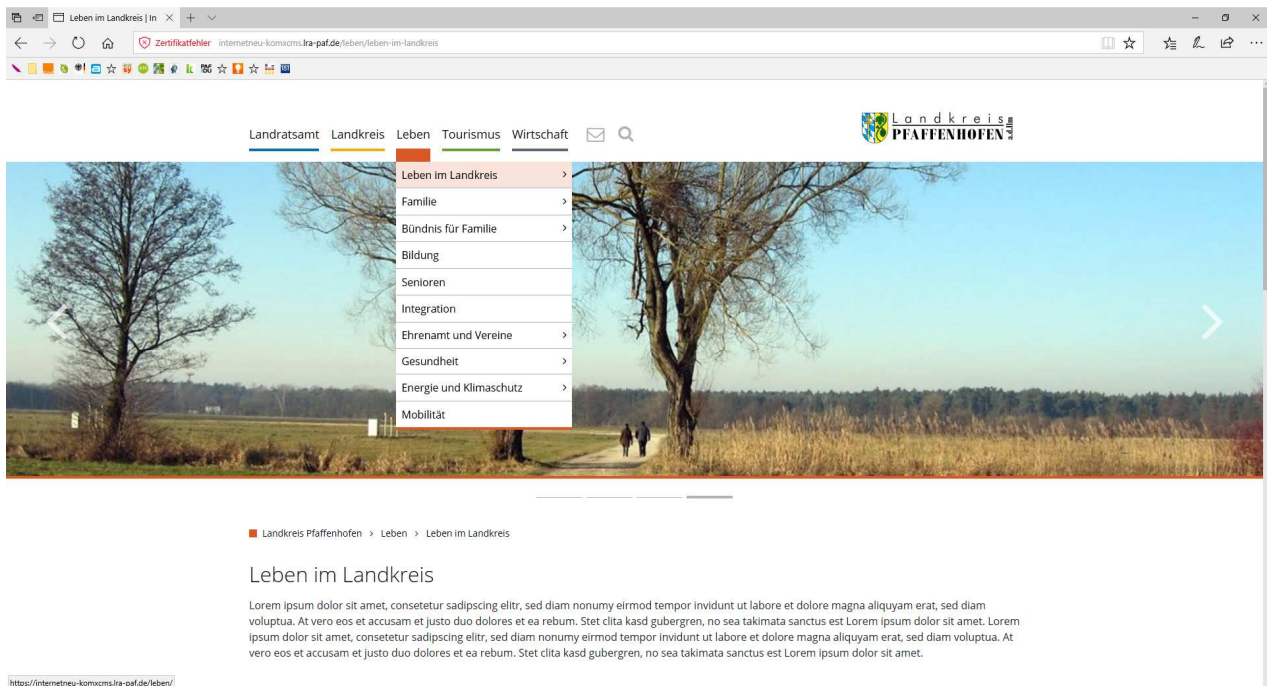 Leben im Landkreis | In
Zertifikatfehler internetneu-komxcms.lra-paf.de/leben/leben-im-landkreis
Landratsamt Landkreis Leben Tourismus Wirtschaft
Landkreis
PFAFFENHOFEN a.d.Ilm
Leben im Landkreis
Familie
Bündnis für Familie
Bildung
Senioren
Integration
Ehrenamt und Vereine
Gesundheit
Energie und Klimaschutz
Mobilität
Landkreis Pfaffenhofen > Leben > Leben im Landkreis
Leben im Landkreis
Lorem ipsum dolor sit amet, consetetur sadipscing elitr, sed diam nonumy eirmod tempor invidunt ut labore et dolore magna aliquyam erat, sed diam
voluptua. At vero eos et accusam et justo duo dolores et ea rebum. Stet clita kasd gubergren, no sea takimata sanctus est Lorem ipsum dolor sit amet. Lorem
ipsum dolor sit amet, consetetur sadipscing elitr, sed diam nonumy eirmod tempor invidunt ut labore et dolore magna aliquyam erat, sed diam voluptua. At
vero eos et accusam et justo duo dolores et ea rebum. Stet clita kasd gubergren, no sea takimata sanctus est Lorem ipsum dolor sit amet.
https://internetneu-komxcms.lra-paf.de/leben/